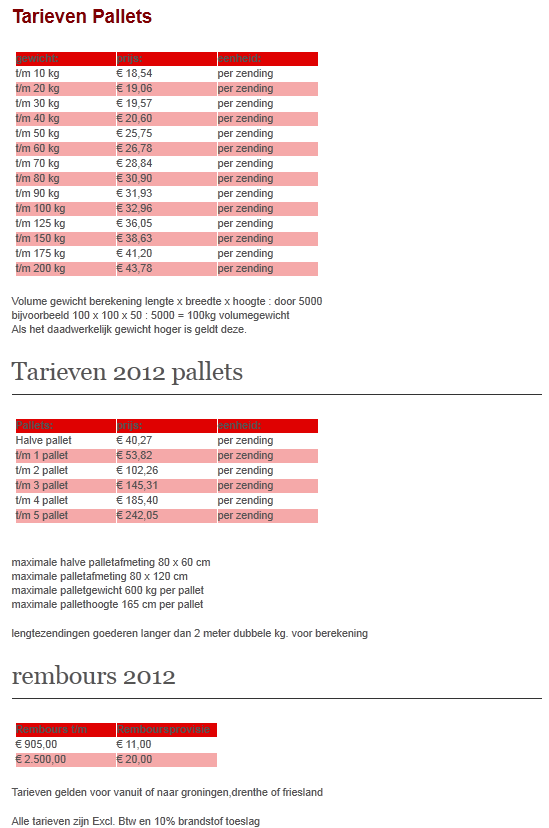 Tarieven Pallets
gewicht: prijs: eenheid:
t/m 10 kg € 18,54 per zending
t/m 20 kg € 19,06 per zending
t/m 30 kg € 19,57 per zending
t/m 40 kg € 20,60 per zending
t/m 50 kg € 25,75 per zending
t/m 60 kg € 26,78 per zending
t/m 70 kg € 28,84 per zending
t/m 80 kg € 30,90 per zending
t/m 90 kg € 31,93 per zending
t/m 100 kg € 32,96 per zending
t/m 125 kg € 36,05 per zending
t/m 150 kg € 38,63 per zending
t/m 175 kg € 41,20 per zending
t/m 200 kg € 43,78 per zending
Volume gewicht berekening lengte x breedte x hoogte : door 5000
bijvoorbeeld 100 x 100 x 50 : 5000 = 100kg volumegewicht
Als het daadwerkelijk gewicht hoger is geldt deze.
Tarieven 2012 pallets
Pallets: prijs: eenheid:
Halve pallet € 40,27 per zending
t/m 1 pallet € 53,82 per zending
t/m 2 pallet € 102,26 per zending
t/m 3 pallet € 145,31 per zending
t/m 4 pallet € 185,40 per zending
t/m 5 pallet € 242,05 per zending
maximale halve palletafmeting 80 x 60 cm
maximale palletafmeting 80 x 120 cm
maximale palletgewicht 600 kg per pallet
maximale pallethoogte 165 cm per pallet
lengtezendingen goederen langer dan 2 meter dubbele kg. voor berekening
rembours 2012
Rembours t/m Remboursprovisie
€ 905,00 € 11,00
€ 2.500,00 € 20,00
Tarieven gelden voor vanuit of naar groningen,drenthe of friesland
Alle tarieven zijn Excl. Btw en 10% brandstof toeslag